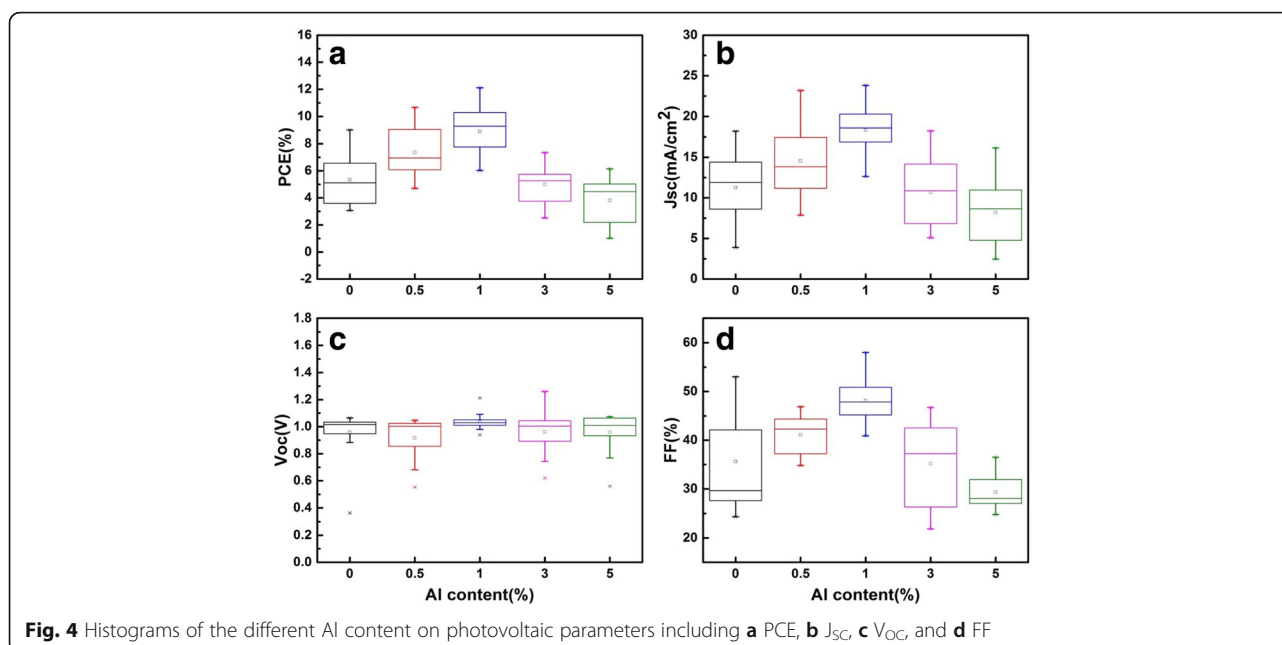 a
PCE(%)
16
14
12
10
8
6
4
2
0
-2
0 0.5 1 3 5
b
Jsc(mA/cm²)
30
25
20
15
10
5
0
0 0.5 1 3 5
c
Voc(V)
1.8
1.6
1.4
1.2
1.0
0.8
0.6
0.4
0.2
0.0
0 0.5 1 3 5
Al content(%)
d
FF(%)
60
50
40
30
20
0 0.5 1 3 5
Al content(%)
Fig. 4 Histograms of the different Al content on photovoltaic parameters including a PCE, b JSC, c VOC, and d FF